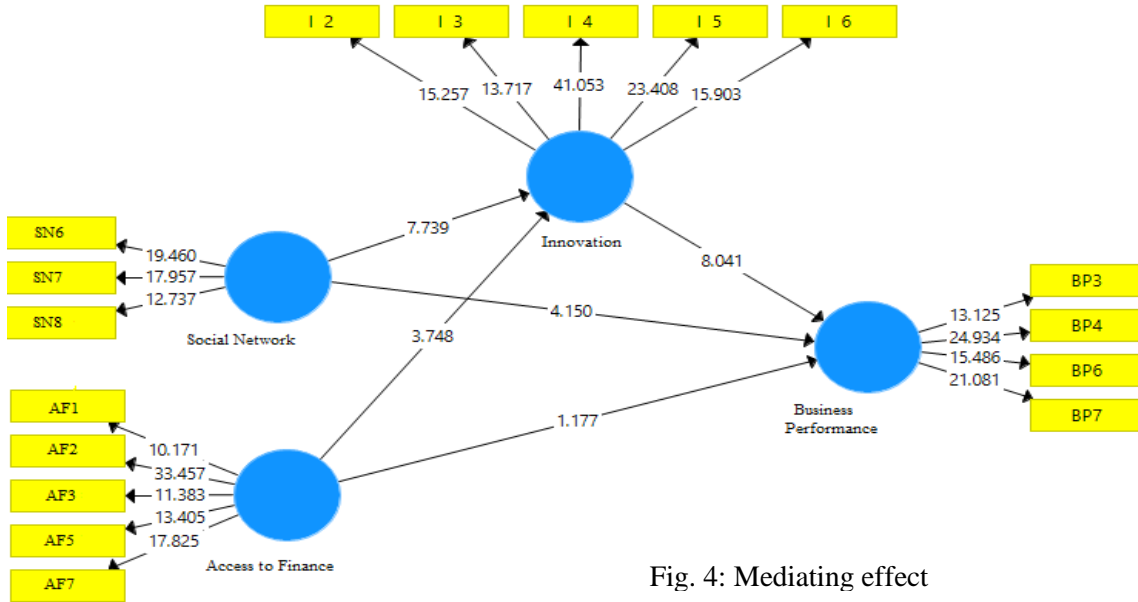 I 2
I 3
I 4
I 5
I 6
15.257
13.717
41.053
23.408
15.903
Innovation
SN6
SN7
SN8
19.460
17.957
12.737
Social Network
7.739
3.748
4.150
8.041
1.177
AF1
AF2
AF3
AF5
AF7
10.171
33.457
11.383
13.405
17.825
Access to Finance
BP3
BP4
BP6
BP7
13.125
24.934
15.486
21.081
Business
Performance
Fig. 4: Mediating effect